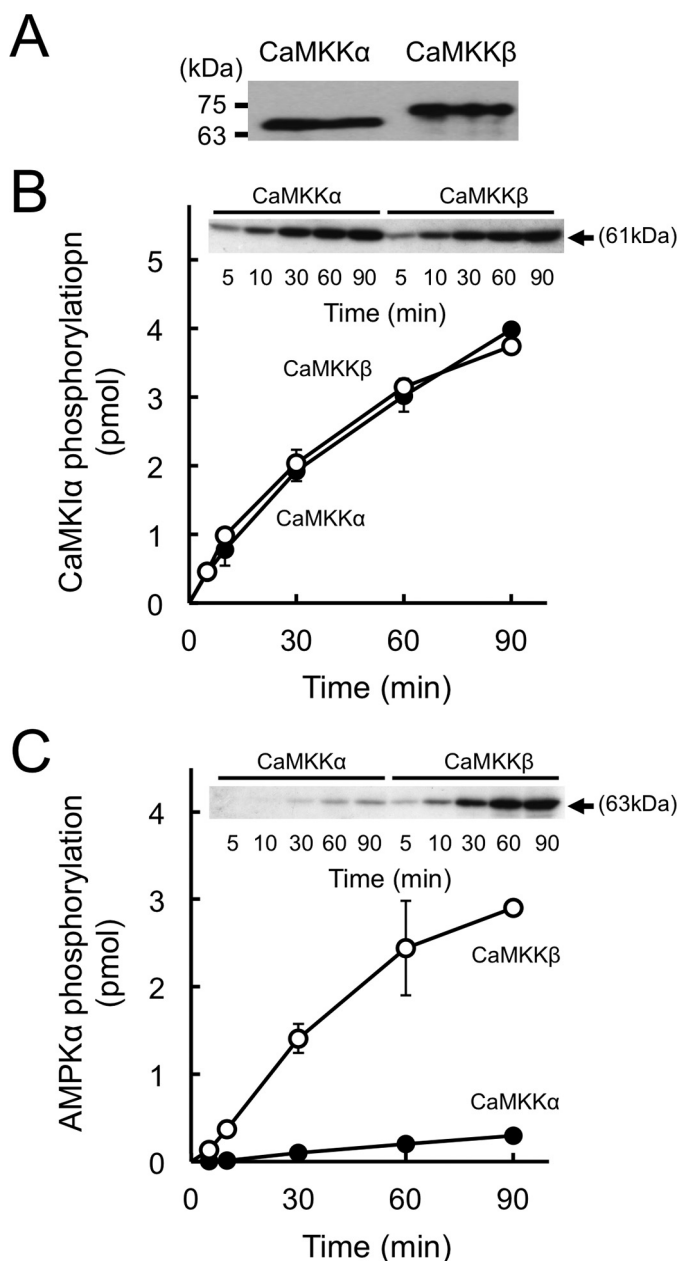 A
CaMKKα CaMKKβ
(kDa)
75
63
B
CaMKKα CaMKKβ
(61kDa)
5 10 30 60 90 5 10 30 60 90
Time (min)
5
4
3
2
1
0
CaMKIα phosphorylatiopn
(pmol)
CaMKKβ
CaMKKα
0 30 60 90
Time (min)
C
CaMKKα CaMKKβ
(63kDa)
5 10 30 60 90 5 10 30 60 90
Time (min)
4
3
2
1
0
AMPKα phosphorylation
(pmol)
CaMKKβ
CaMKKα
0 30 60 90
Time (min)